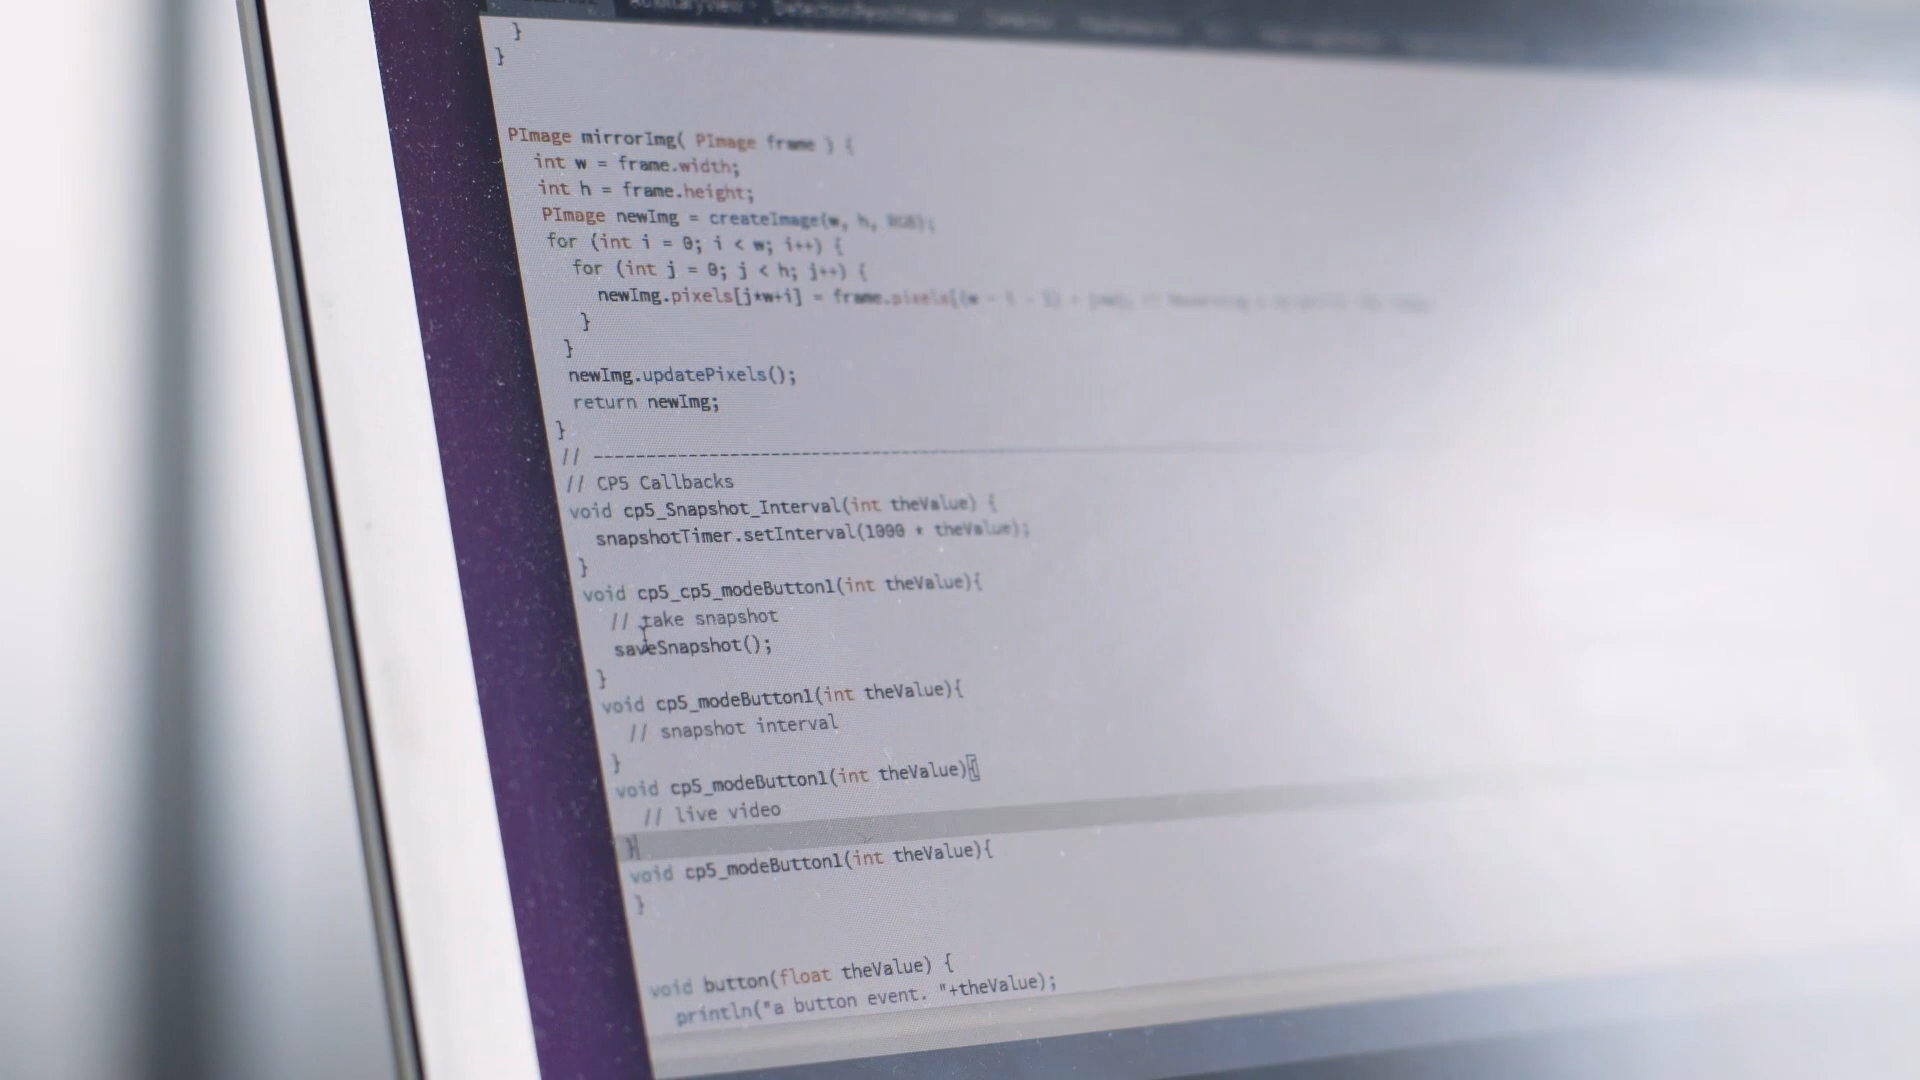 }
}
PImage mirrorImg( PImage frame ) {
int w = frame.width;
int h = frame.height;
PImage newImg = createImage(w, h, RGB);
for (int i = 0; i < w; i++) {
for (int j = 0; j < h; j++) {
newImg.pixels[j*w+i] = frame.pixels[(w - i - 1)
}
}
newImg.updatePixels();
return newImg;
}
// --------------------------------------------
// CP5 Callbacks
void cp5_Snapshot_Interval(int theValue) {
snapshotTimer.setInterval(1000 * theValue);
}
void cp5_cp5_modeButton1(int theValue){
// take snapshot
saveSnapshot();
}
void cp5_modeButton1(int theValue){
// snapshot interval
}
void cp5_modeButton1(int theValue){
// live video
}
void cp5_modeButton1(int theValue){
}
void button(float theValue) {
println("a button event. "+theValue);